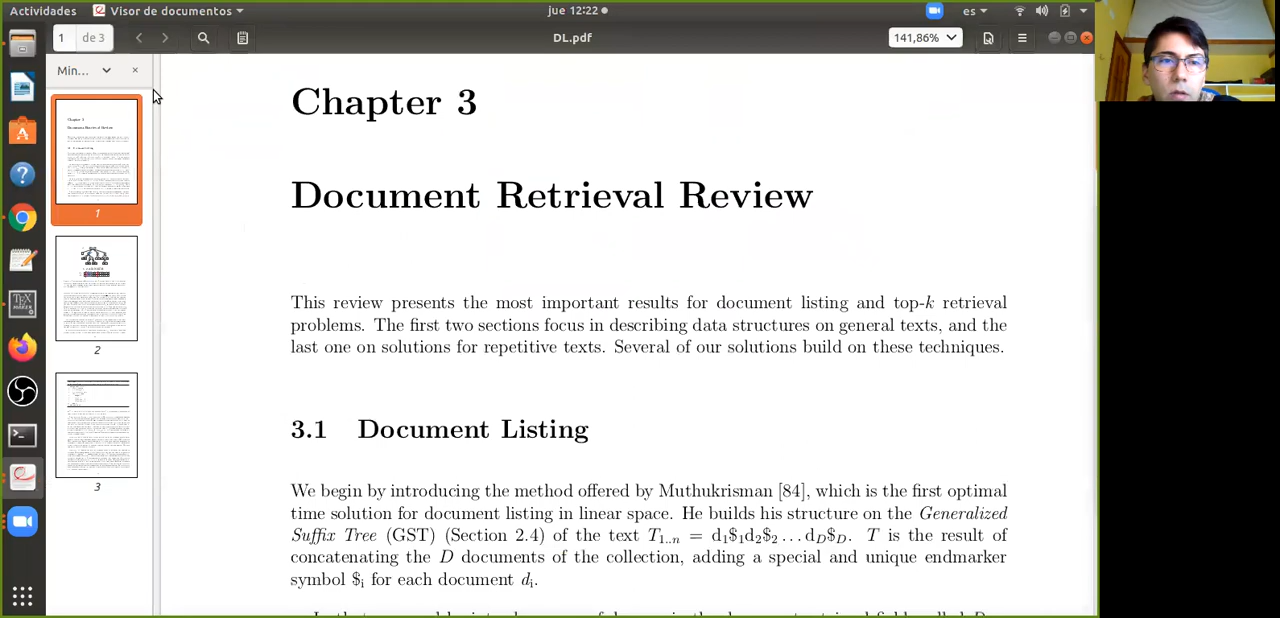 Actividades Visor de documentos jue 12:22 es
1 de 3 DL.pdf 141,86%
Min...
1
2
3
Chapter 3
Document Retrieval Review
This review presents the most important results for document listing and top-k retrieval
problems. The first two sections focus in describing data structures on general texts, and the
last one on solutions for repetitive texts. Several of our solutions build on these techniques.
3.1 Document Listing
We begin by introducing the method offered by Muthukrisman [84], which is the first optimal
time solution for document listing in linear space. He builds his structure on the Generalized
Suffix Tree (GST) (Section 2.4) of the text T₁..ₙ = d₁$₁d₂$₂ . . . d_D$_D. T is the result of
concatenating the D documents of the collection, adding a special and unique endmarker
symbol $ᵢ for each document dᵢ.